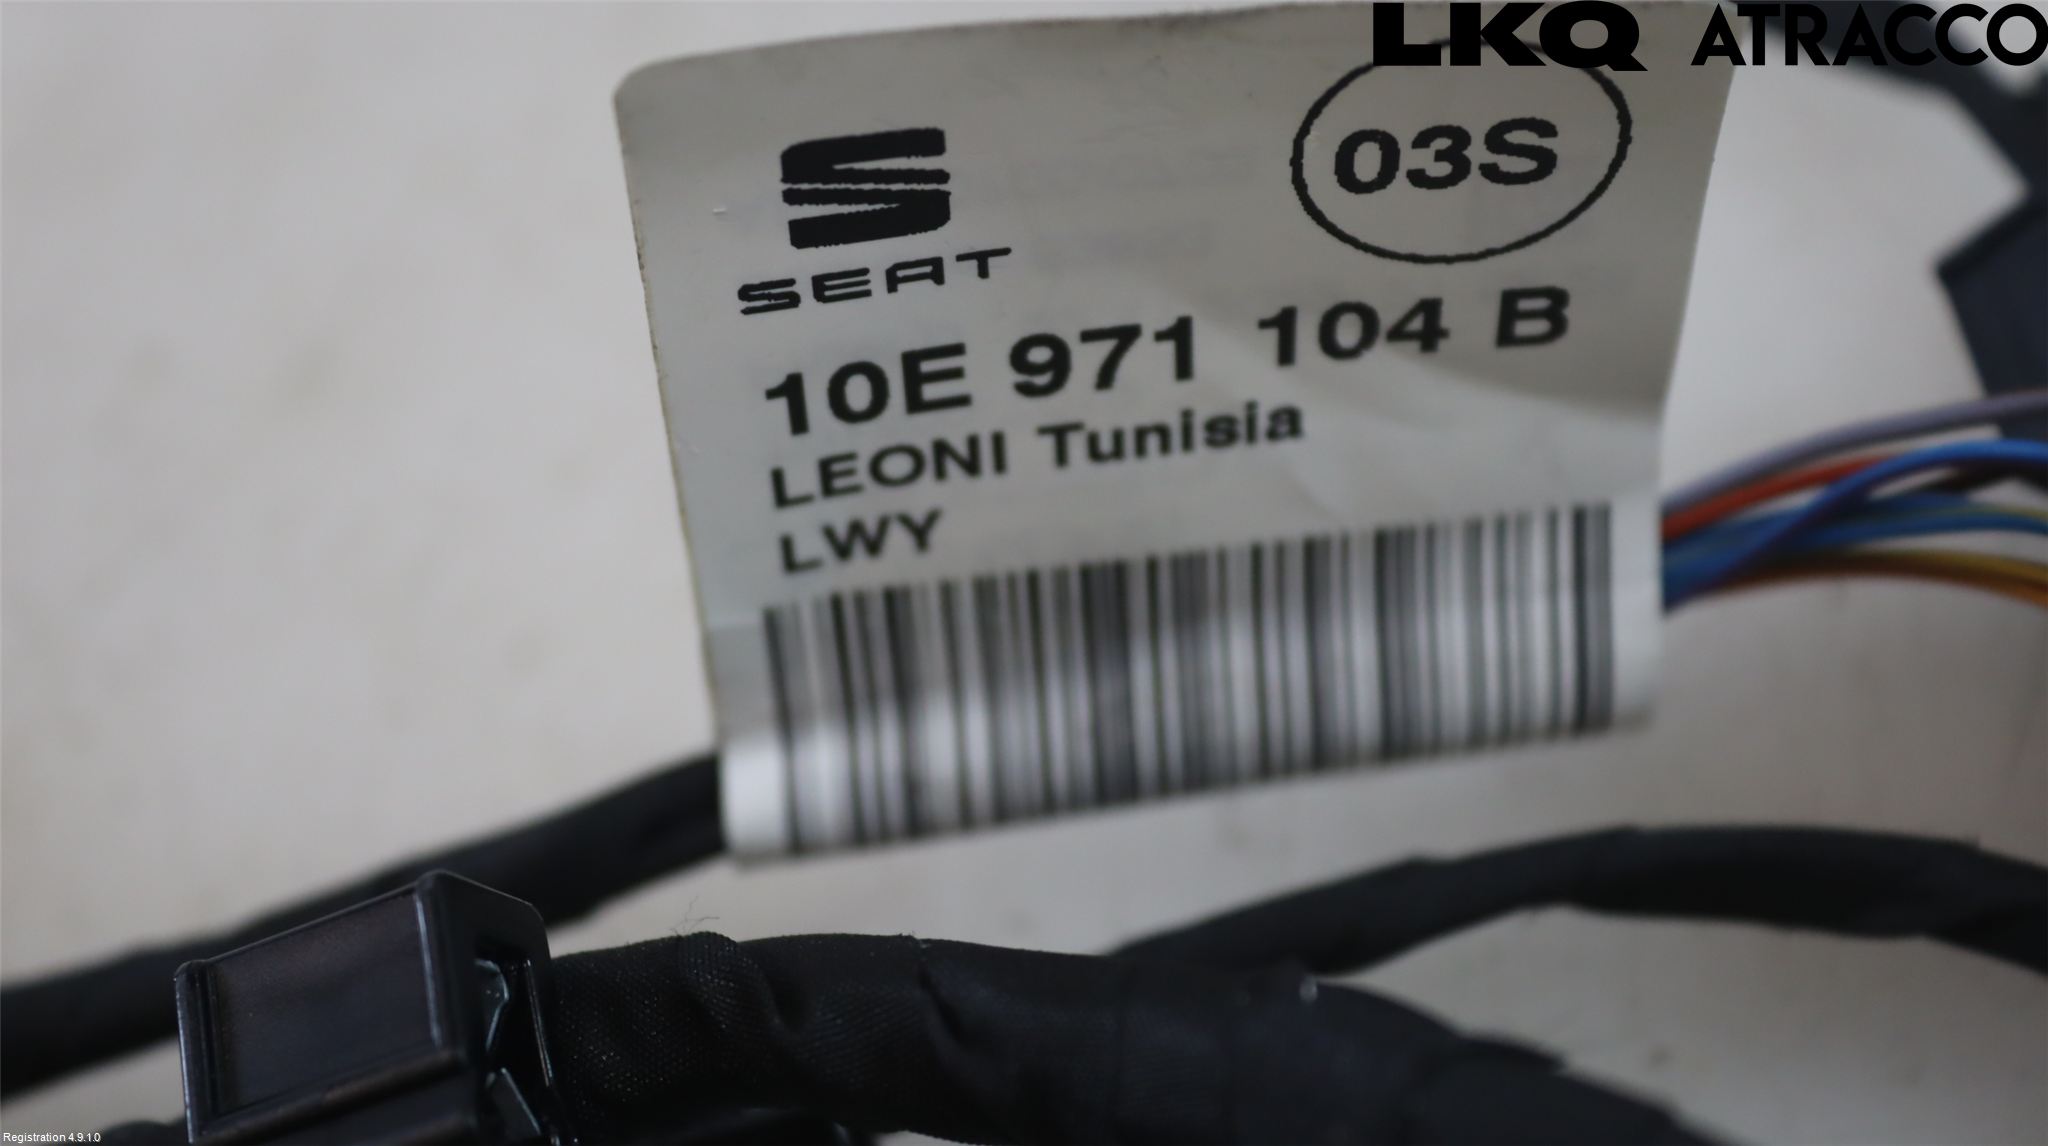 LKQ ATRACCO
03S
SEAT
10E 971 104 B
LEONI Tunisia
LWY
Registration 4.9.1.0